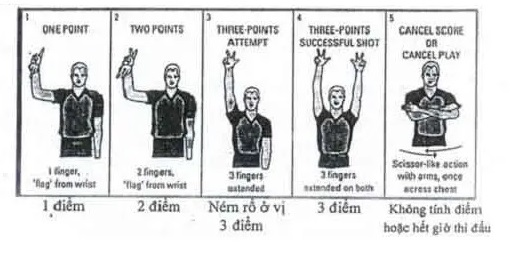 1
ONE POINT
1 finger,
'flag' from wrist
1 điểm
2
TWO POINTS
2 fingers,
'flag' from wrist
2 điểm
3
THREE-POINTS
ATTEMPT
3 fingers
extended
Ném rổ ở vị
3 điểm
4
THREE-POINTS
SUCCESSFUL SHOT
3 fingers
extended on both
3 điểm
5
CANCEL SCORE
OR
CANCEL PLAY
Scissor-like action
with arms, once
across chest
Không tính điểm
hoặc hết giờ thi đấu